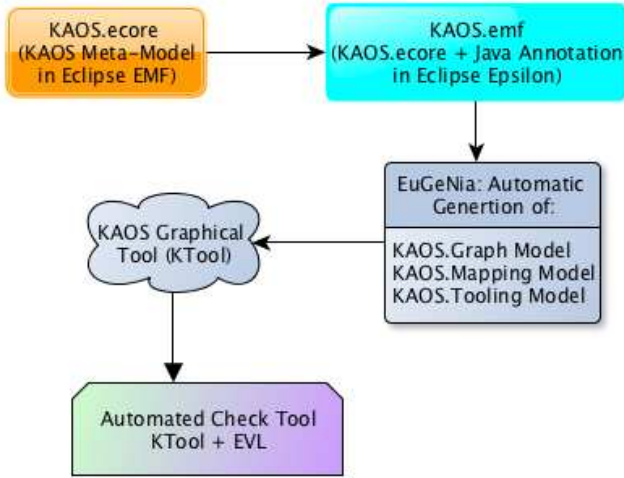 KAOS.ecore
(KAOS Meta-Model
in Eclipse EMF)
KAOS.emf
(KAOS.ecore + Java Annotation
in Eclipse Epsilon)
EuGeNia: Automatic
Genertion of:
KAOS.Graph Model
KAOS.Mapping Model
KAOS.Tooling Model
KAOS Graphical
Tool (KTool)
Automated Check Tool
KTool + EVL